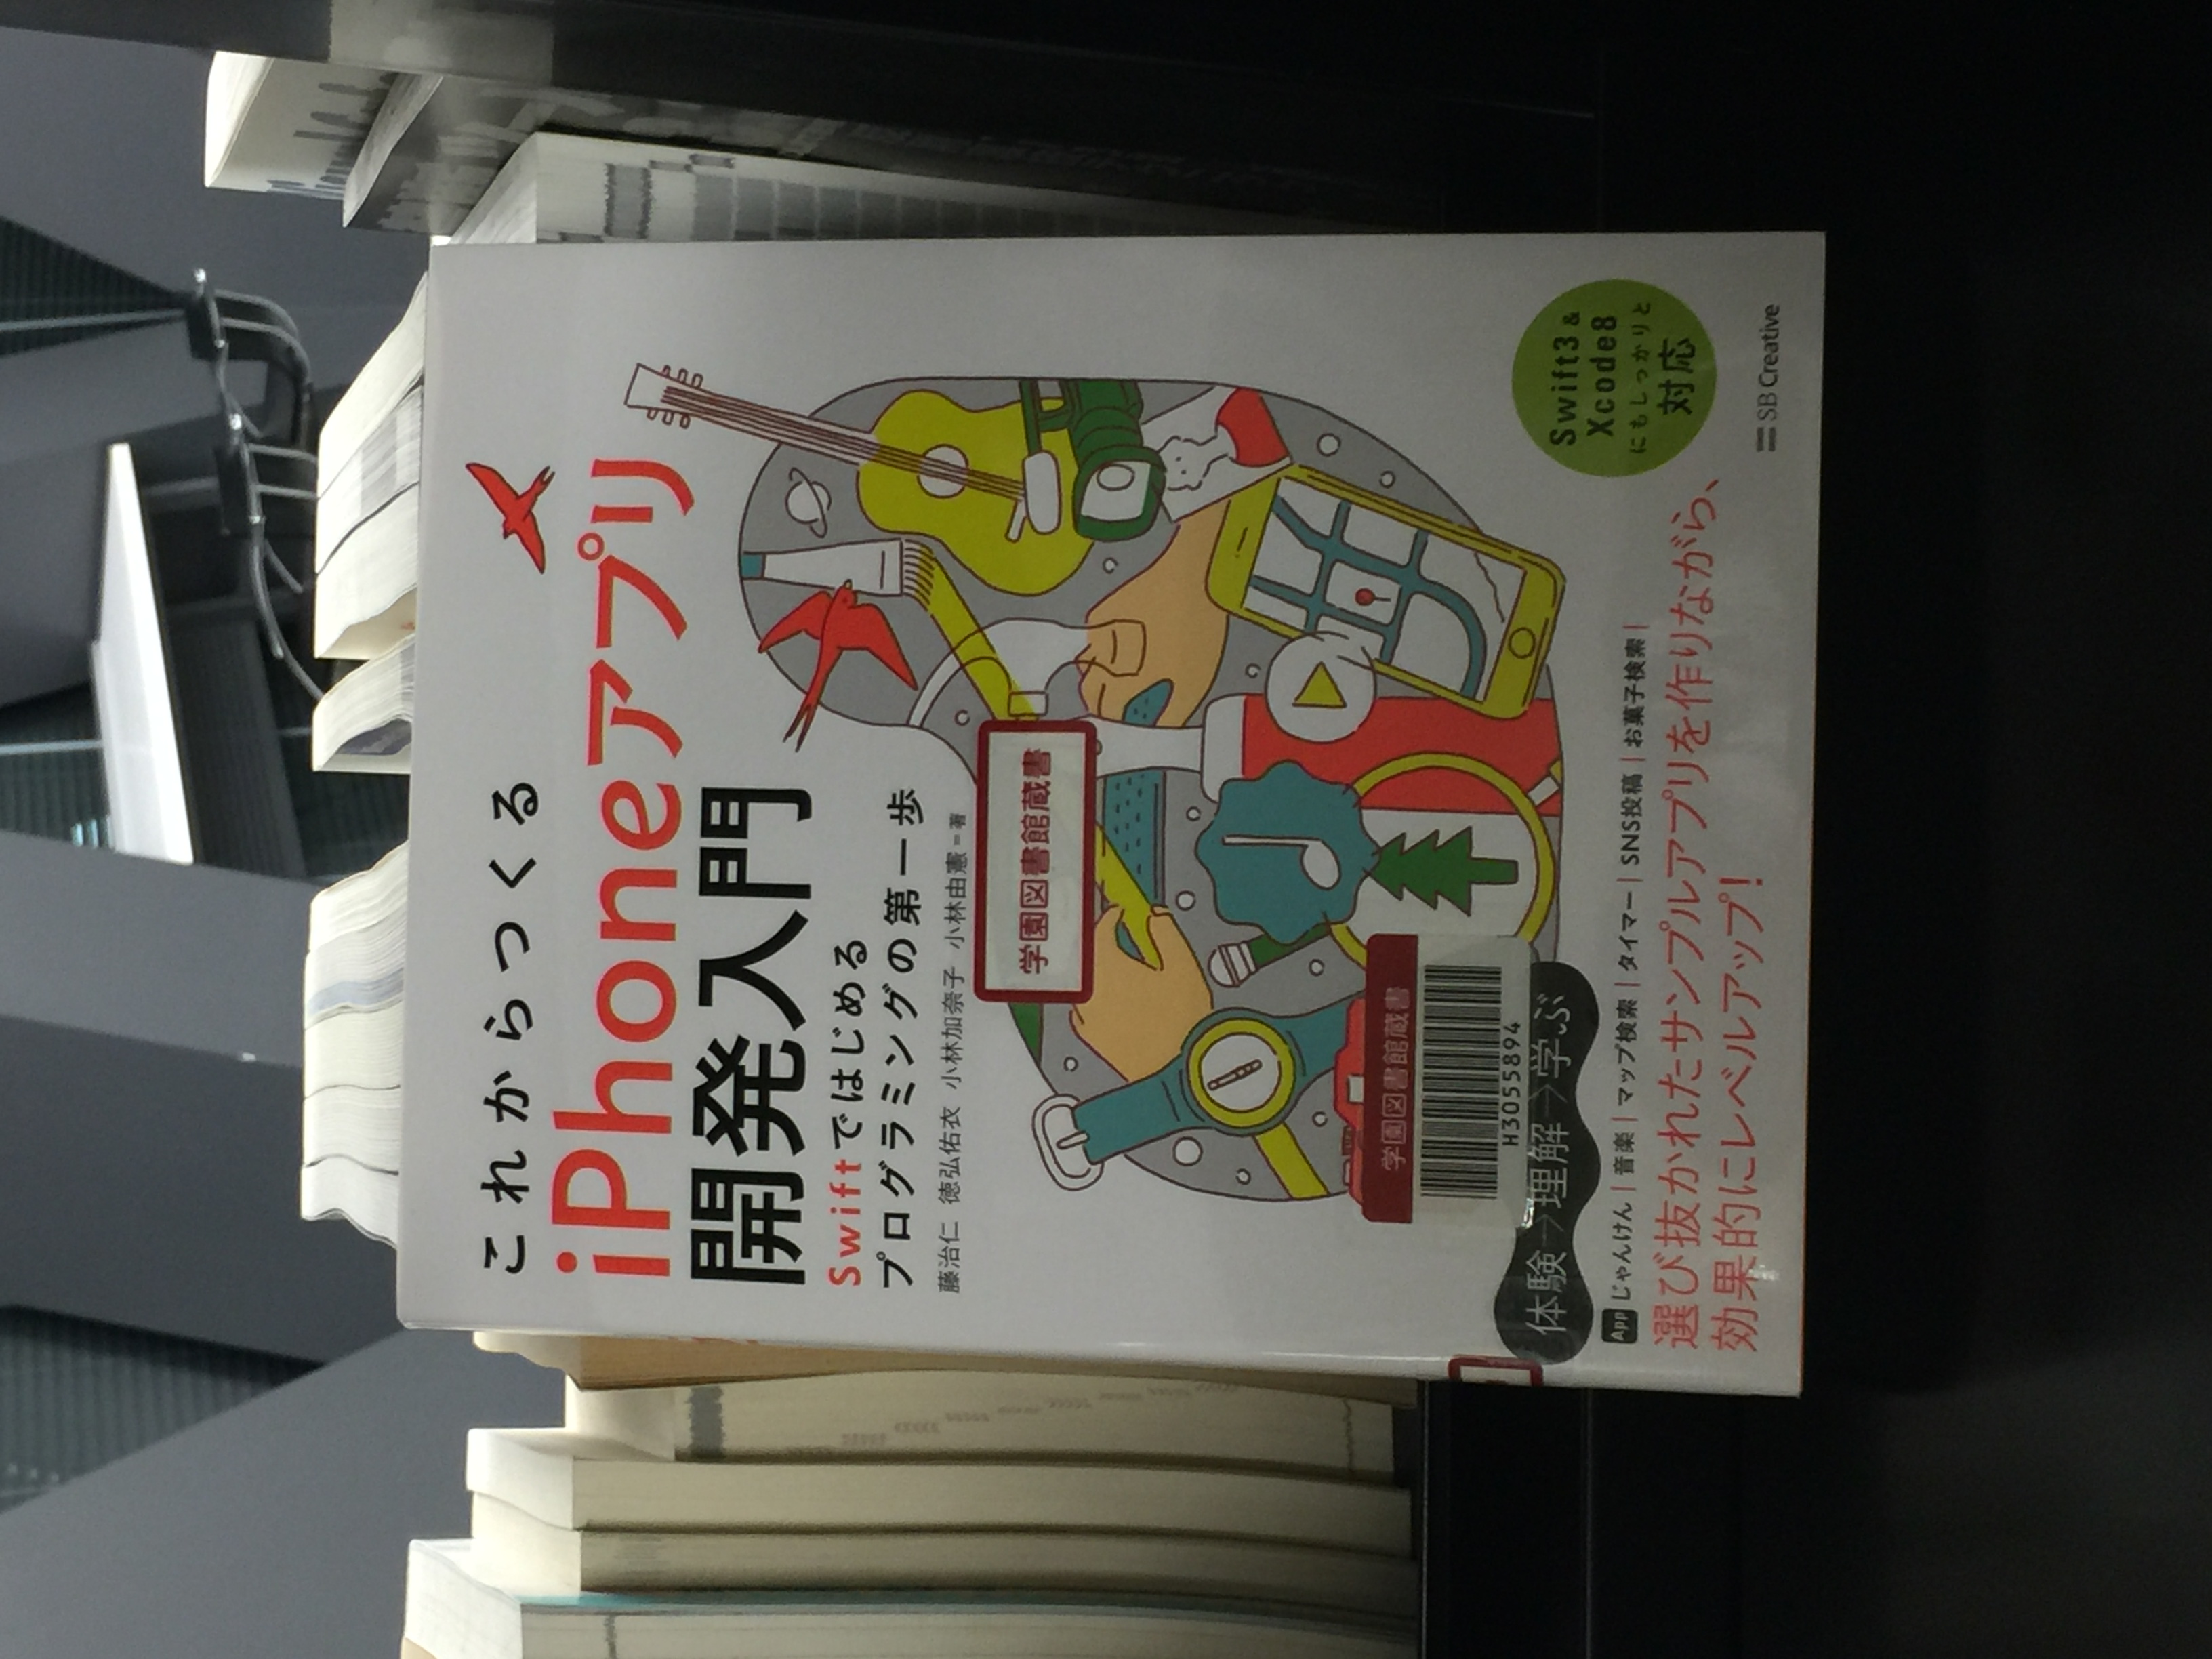 これからつくる
iPhoneアプリ
開発入門
Swiftではじめる
プログラミングの第一歩
藤治仁 徳弘佑衣 小林加奈子 小林由憲=著
学園図書館蔵書
学園図書館蔵書
H3055894
体験→理解→学ぶ
App じゃんけん|音楽|マップ検索|タイマー|SNS投稿|お菓子検索|
選び抜かれたサンプルアプリを作りながら、
効果的にレベルアップ!
Swift3 &
Xcode8
にもしっかりと
対応
SB Creative